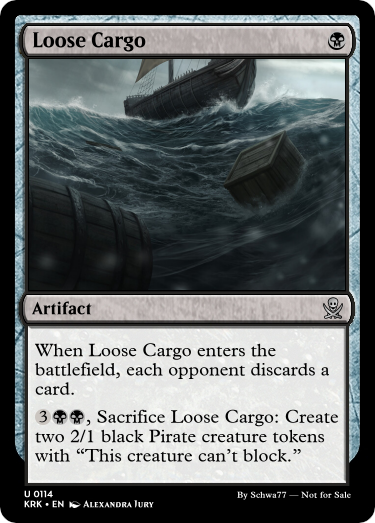 Loose Cargo
Artifact
When Loose Cargo enters the
battlefield, each opponent discards a
card.
3, Sacrifice Loose Cargo: Create
two 2/1 black Pirate creature tokens
with “This creature can’t block.”
U 0114
KRK • EN Alexandra Jury
By Schwa77 — Not for Sale